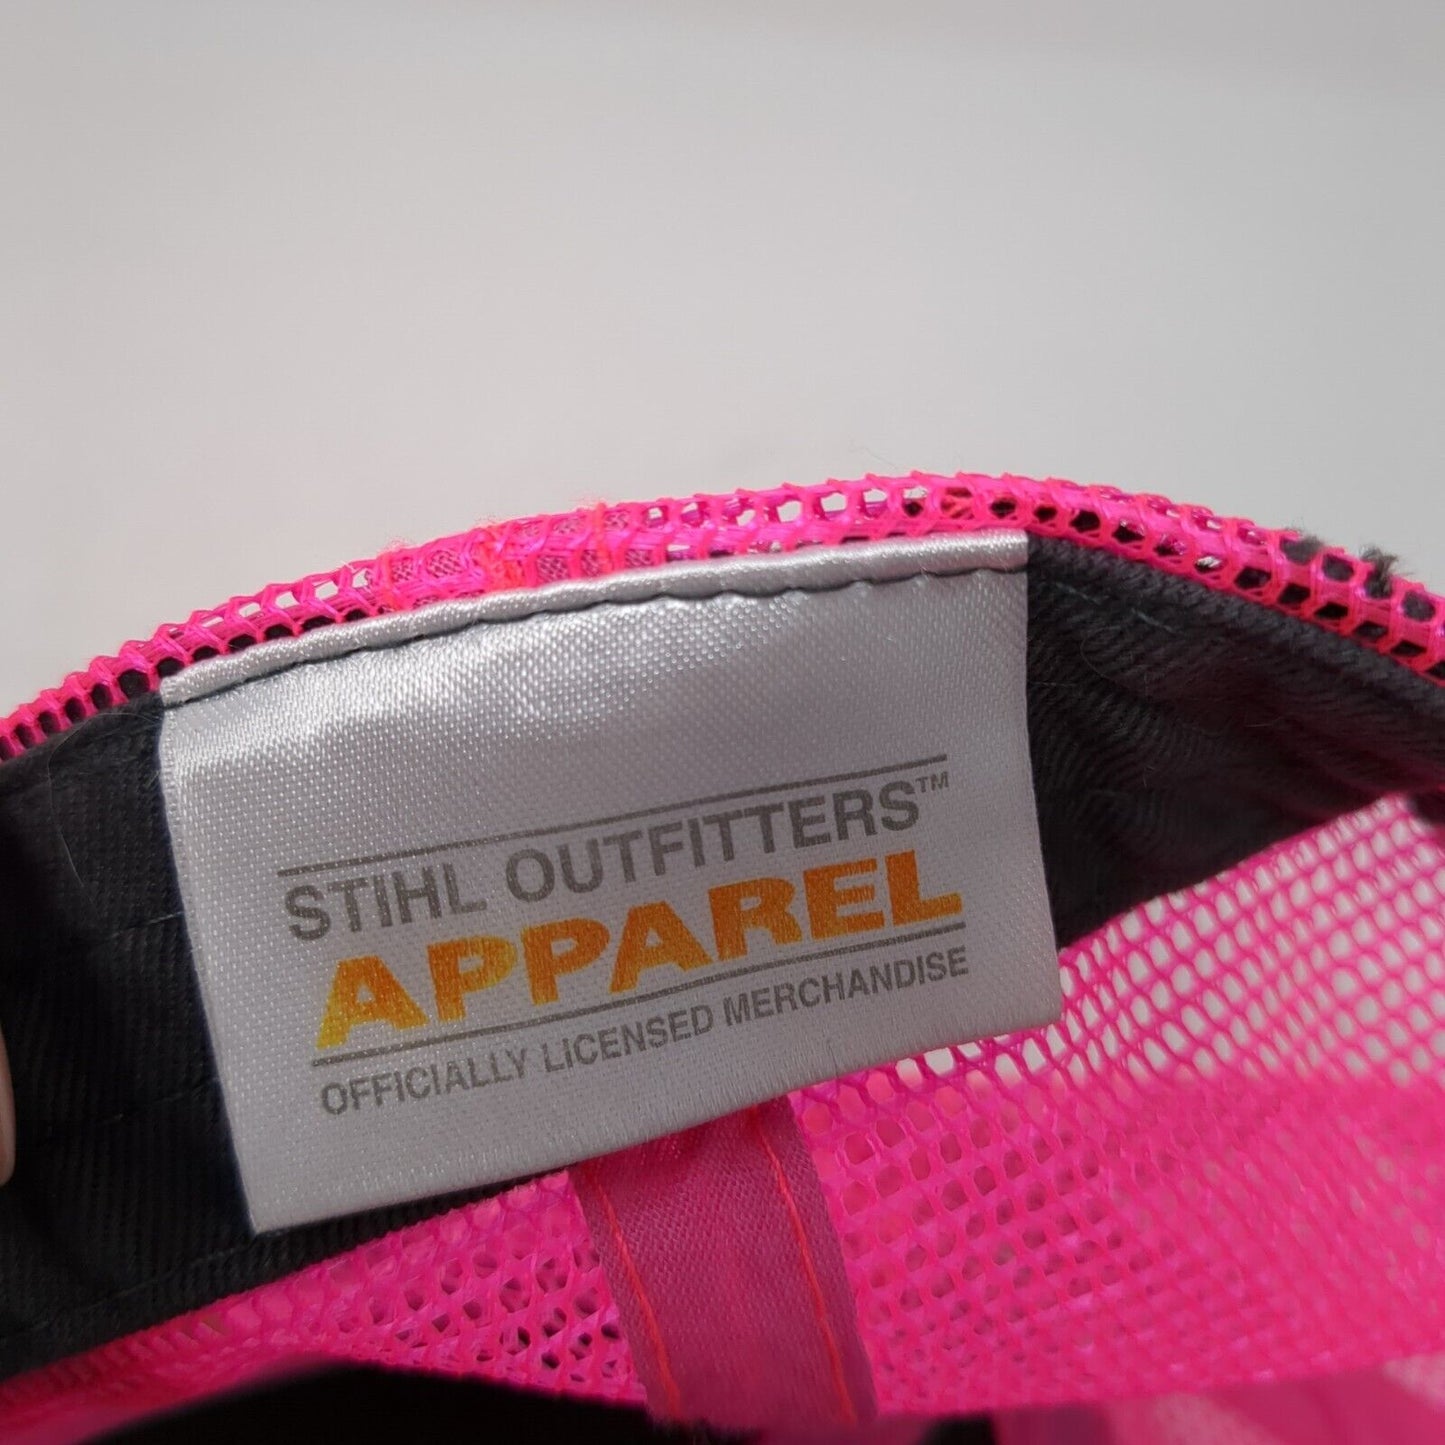 STIHL OUTFITTERS™
APPAREL
OFFICIALLY LICENSED MERCHANDISE